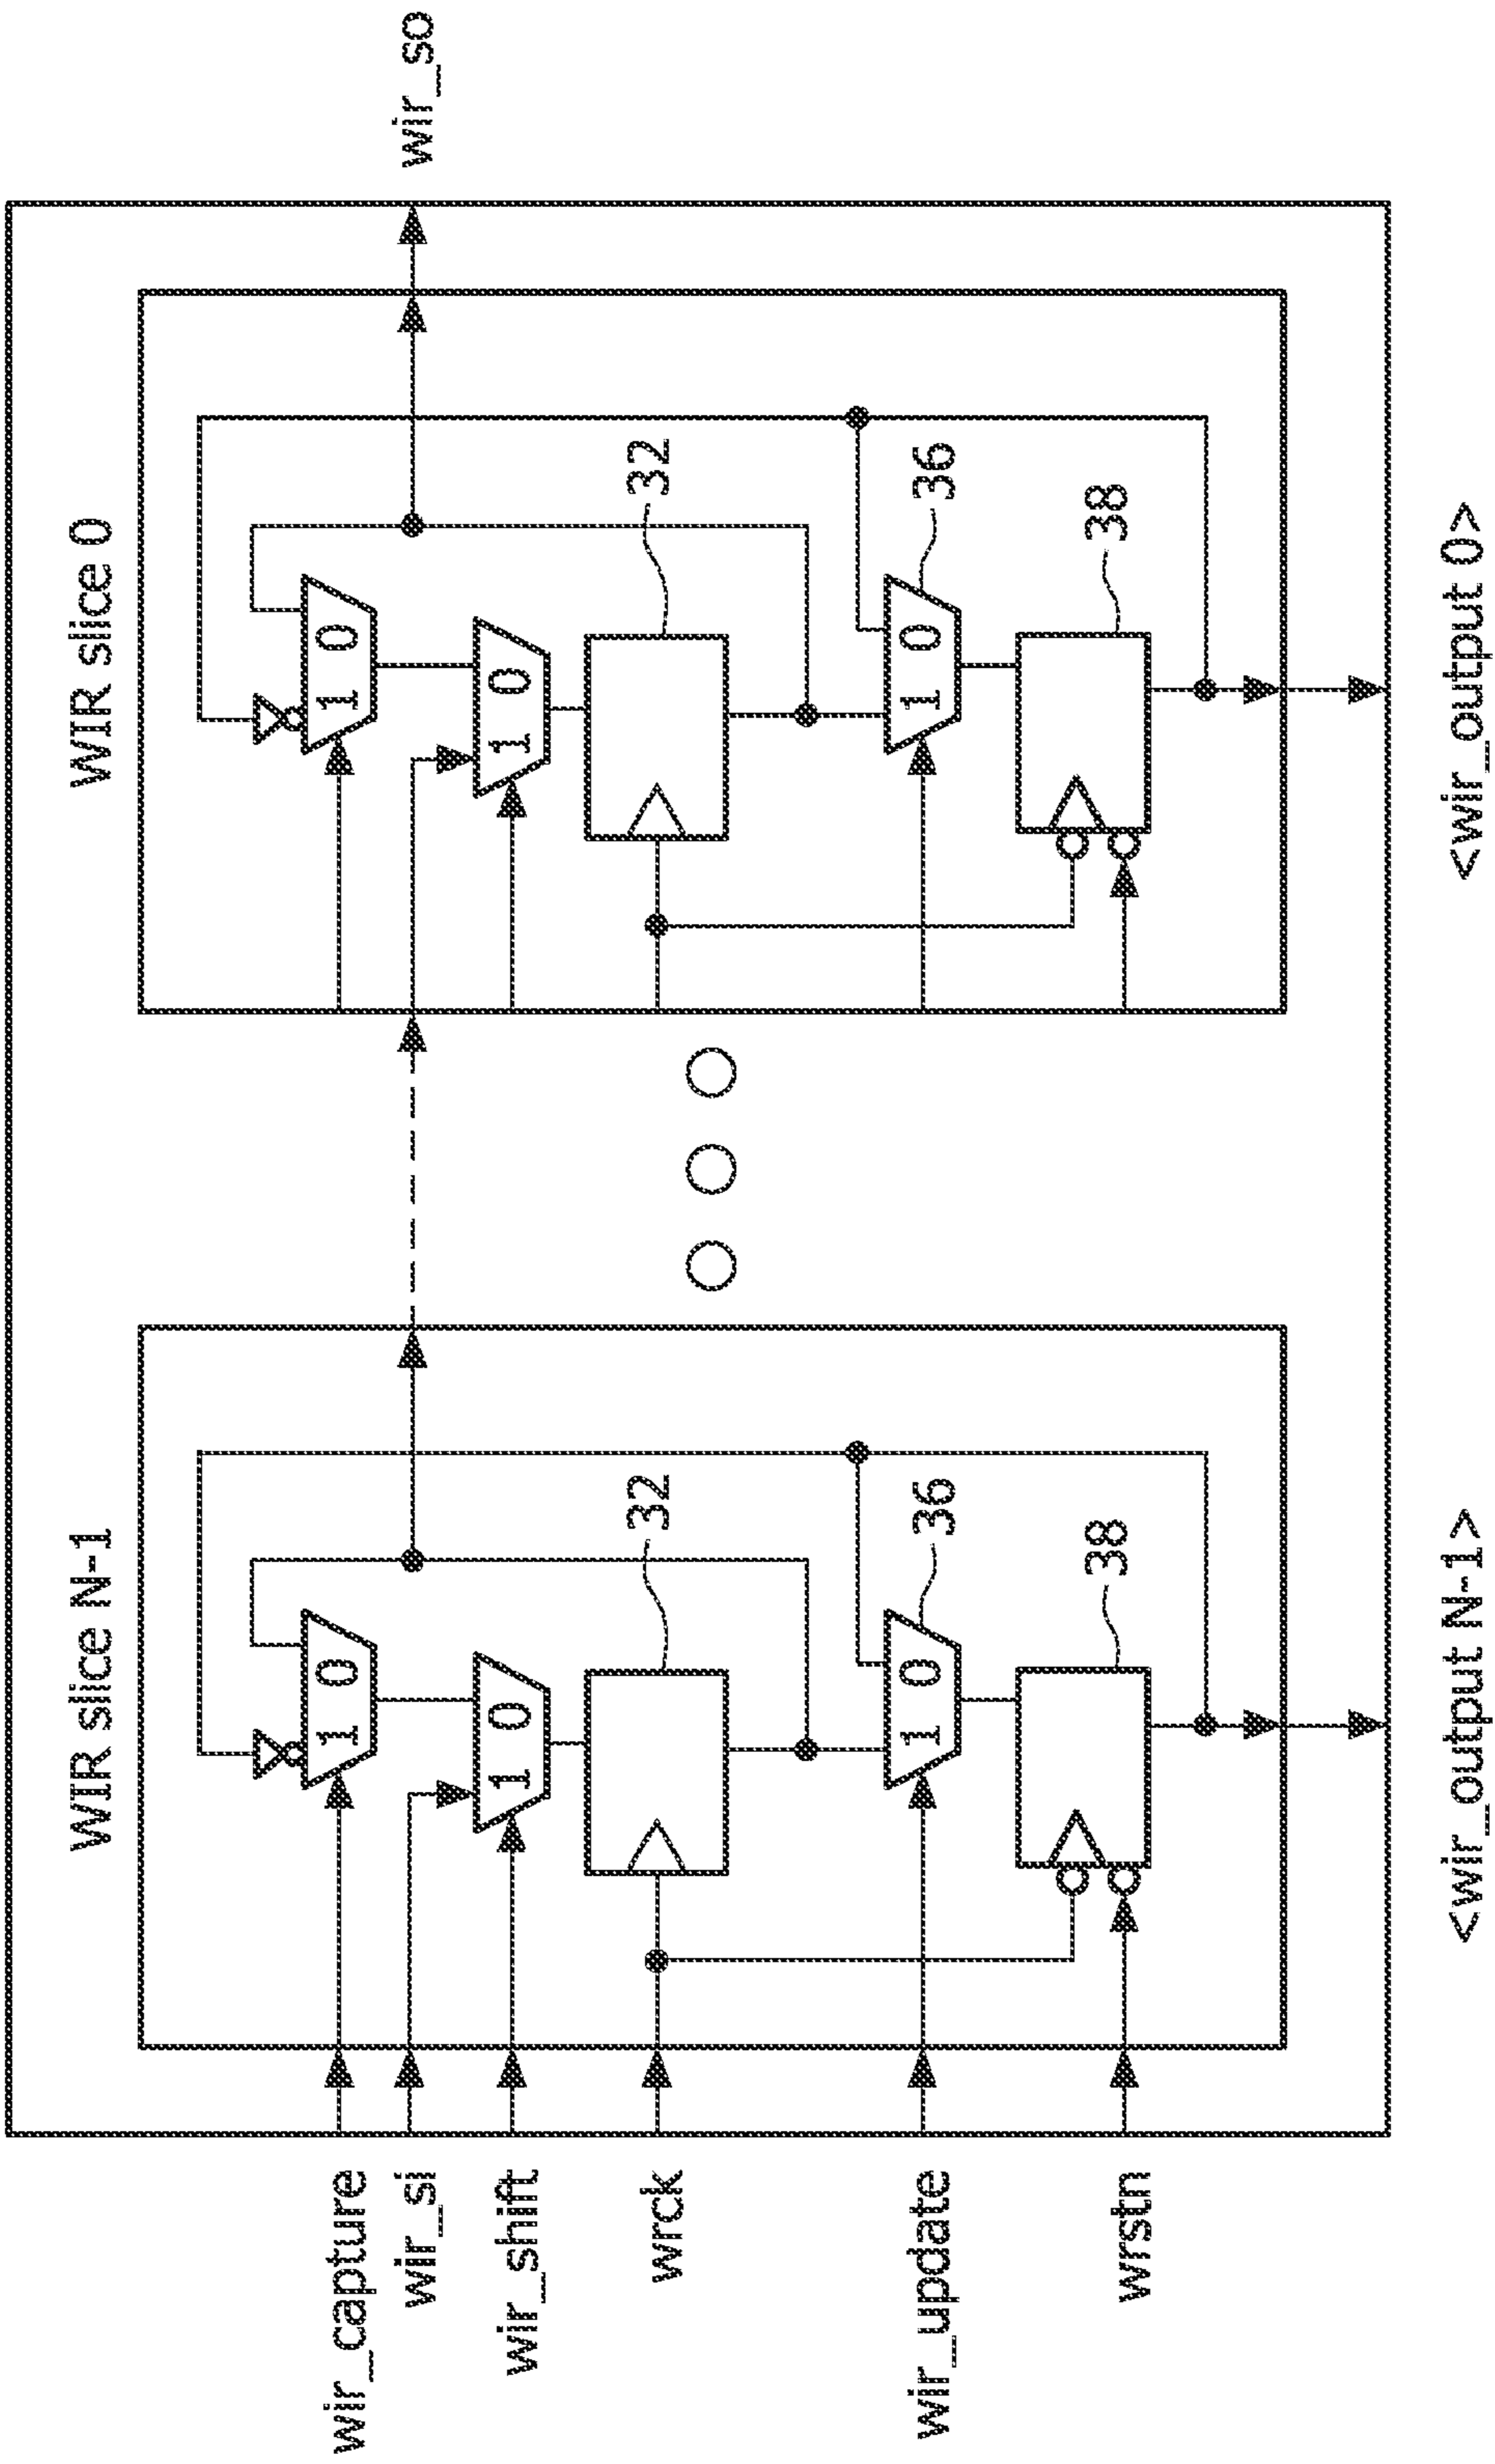 WIR slice N-1
WIR slice 0
wir_capture
wir_si
wir_shift
wrck
wir_update
wrstn
1 0
1 0
32
1 0
36
38
1 0
1 0
32
1 0
36
38
wir_so
<wir_output N-1>
<wir_output 0>